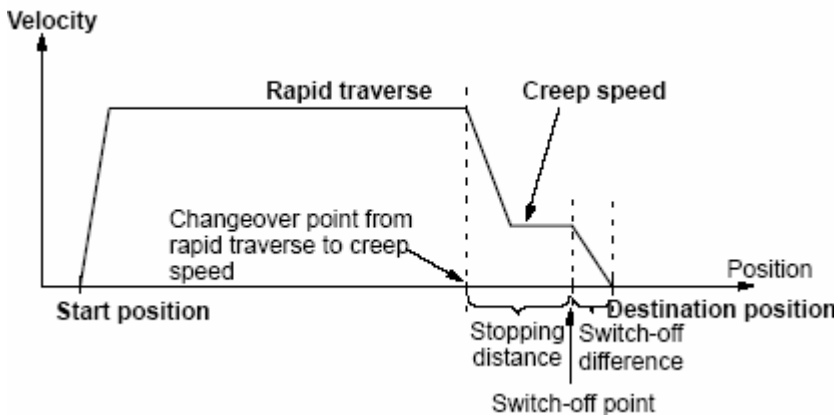 Velocity
Rapid traverse
Creep speed
Changeover point from
rapid traverse to creep
speed
Position
Start position
Destination position
Stopping
distance
Switch-off
difference
Switch-off point